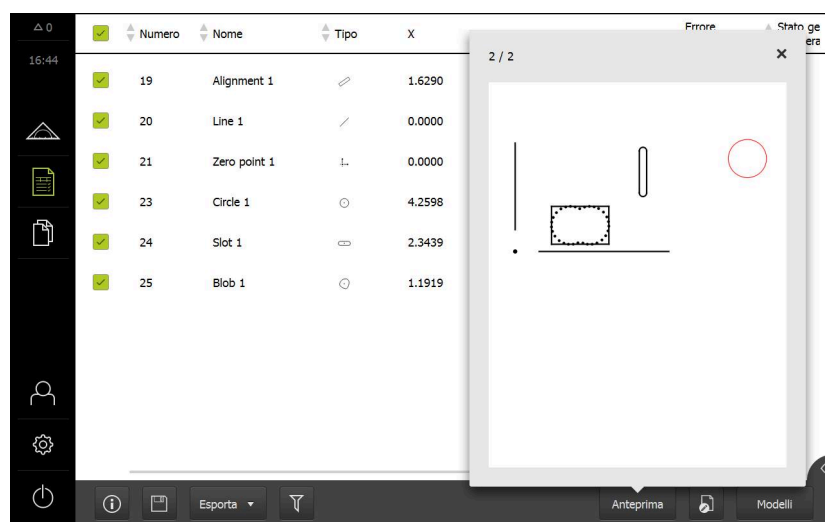 △ 0
16:44
Numero Nome Tipo X Errore Stato ge
era
19 Alignment 1 1.6290
20 Line 1 0.0000
21 Zero point 1 0.0000
23 Circle 1 4.2598
24 Slot 1 2.3439
25 Blob 1 1.1919
2 / 2
Esporta
Anteprima
Modelli